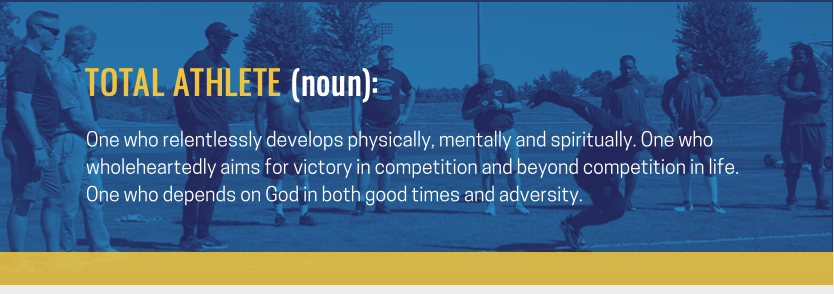 TOTAL ATHLETE (noun):
One who relentlessly develops physically, mentally and spiritually. One who
wholeheartedly aims for victory in competition and beyond competition in life.
One who depends on God in both good times and adversity.